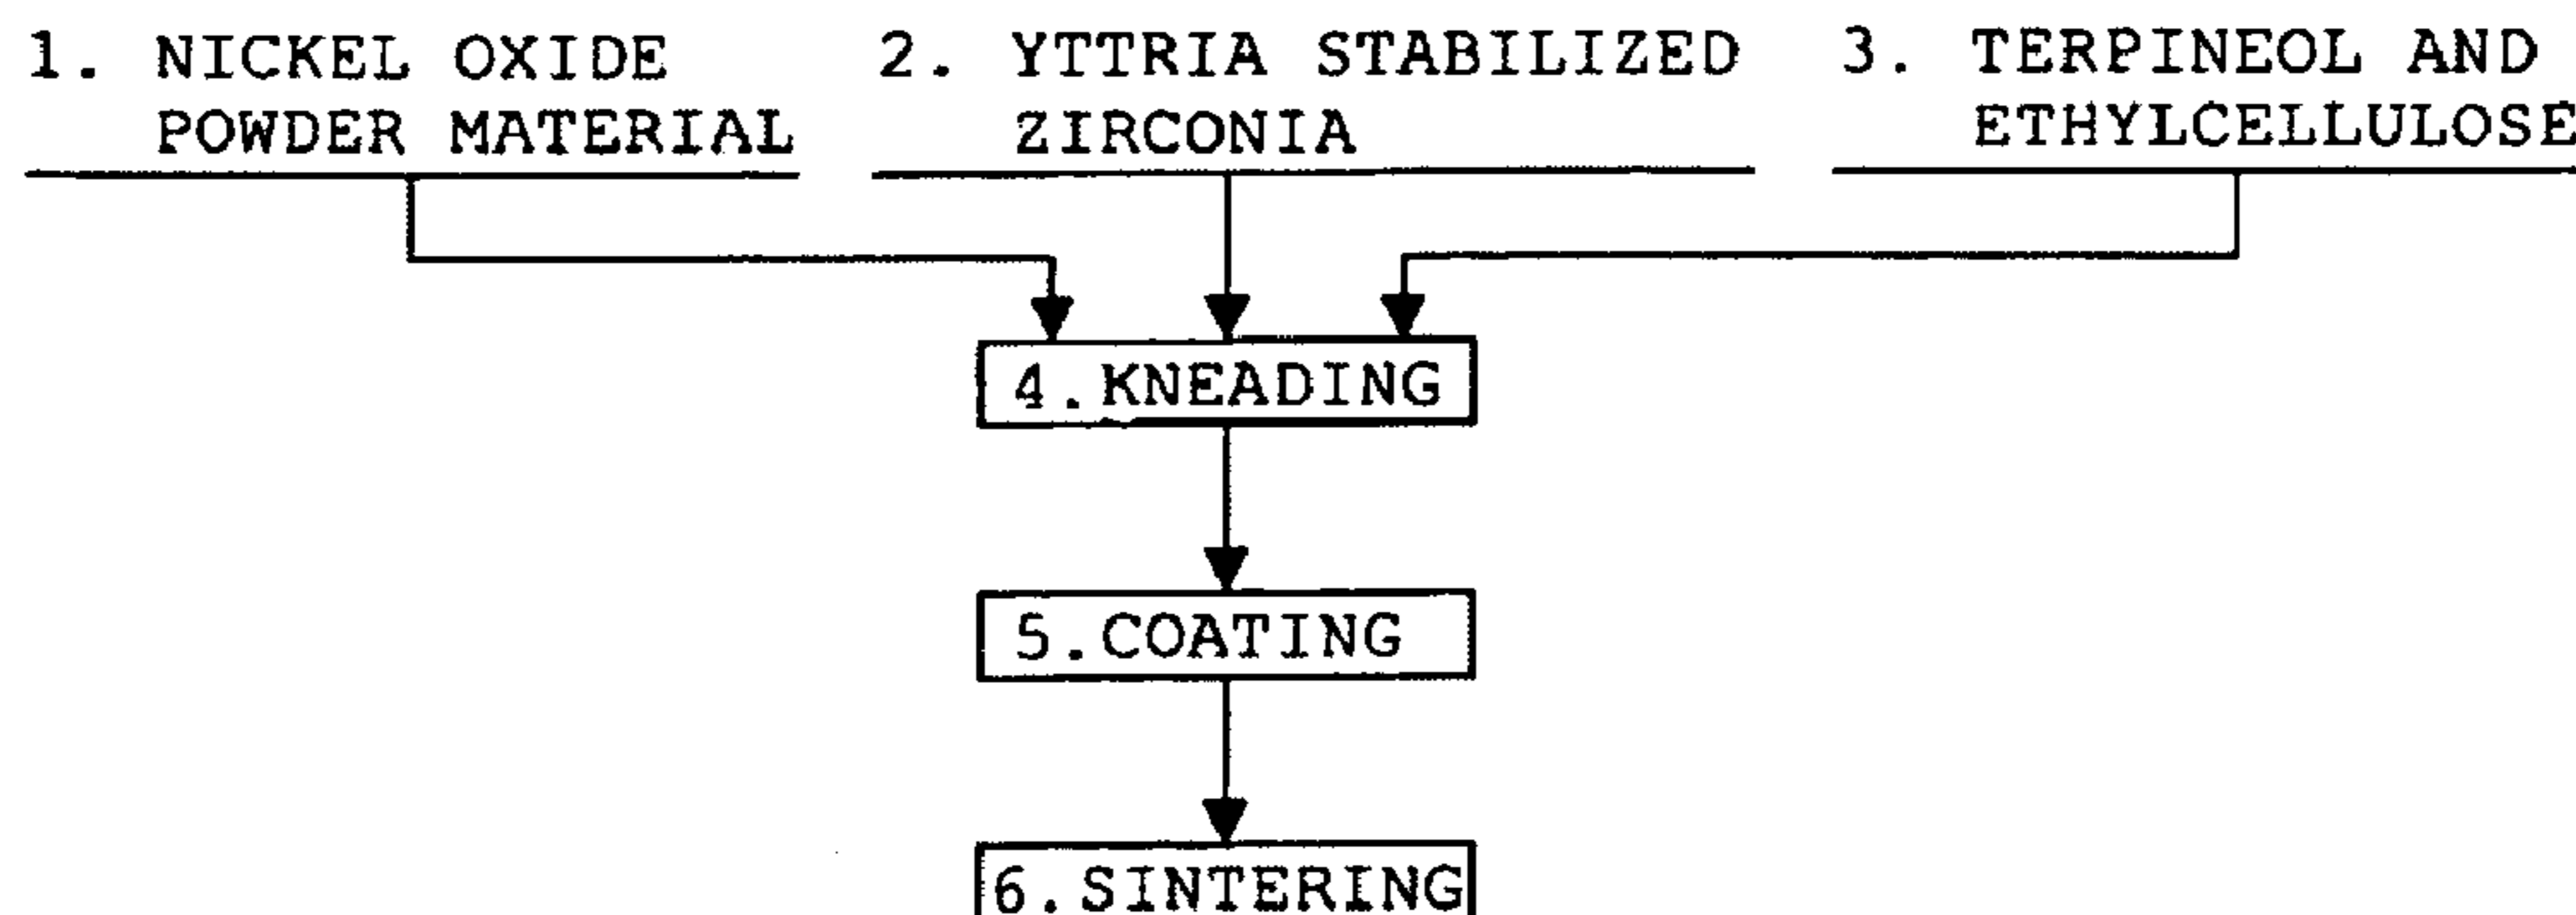 1. NICKEL OXIDE
POWDER MATERIAL
2. YTTRIA STABILIZED
ZIRCONIA
3. TERPINEOL AND
ETHYLCELLULOSE
4.KNEADING
5.COATING
6.SINTERING